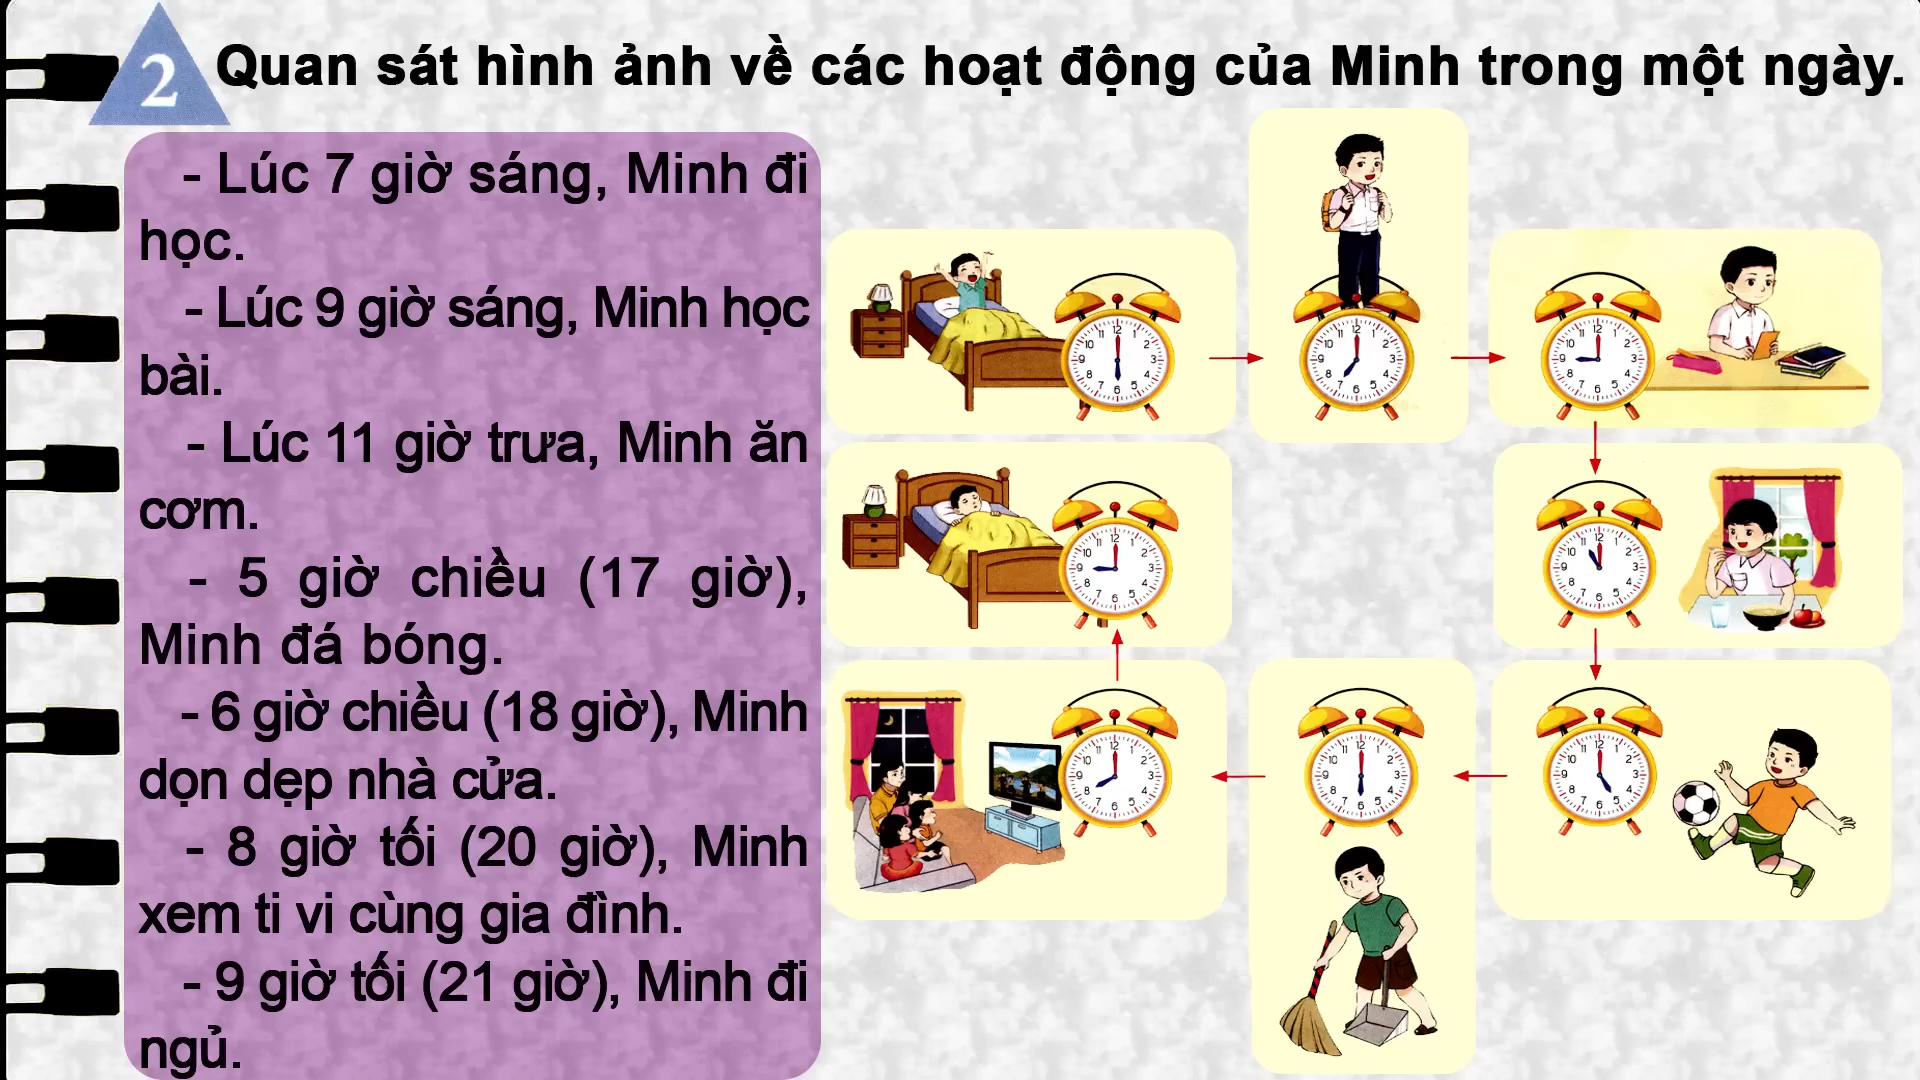 2
Quan sát hình ảnh về các hoạt động của Minh trong một ngày.
- Lúc 7 giờ sáng, Minh đi
học.
- Lúc 9 giờ sáng, Minh học
bài.
- Lúc 11 giờ trưa, Minh ăn
cơm.
- 5 giờ chiều (17 giờ),
Minh đá bóng.
- 6 giờ chiều (18 giờ), Minh
dọn dẹp nhà cửa.
- 8 giờ tối (20 giờ), Minh
xem ti vi cùng gia đình.
- 9 giờ tối (21 giờ), Minh đi
ngủ.